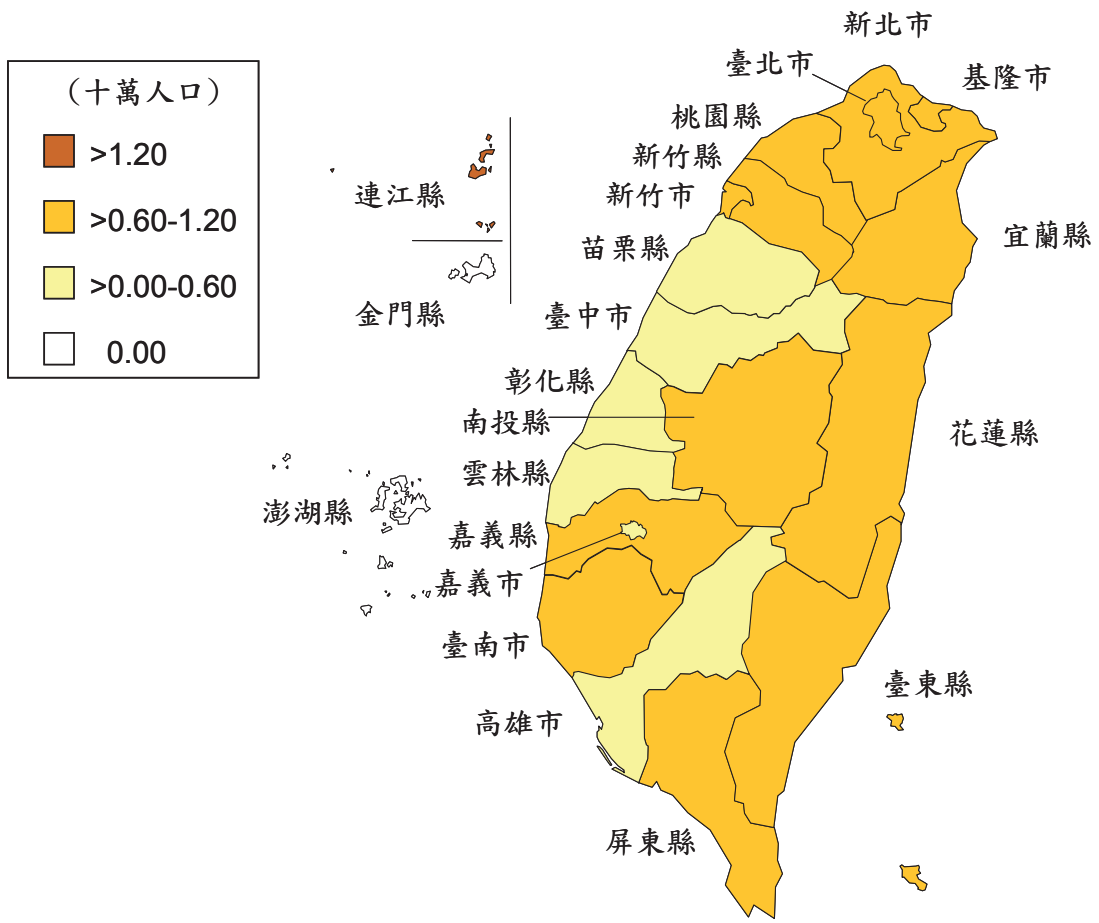 （十萬人口）
>1.20
>0.60-1.20
>0.00-0.60
0.00
新北市
臺北市
基隆市
桃園縣
新竹縣
新竹市
連江縣
苗栗縣
宜蘭縣
金門縣
臺中市
彰化縣
南投縣
花蓮縣
雲林縣
澎湖縣
嘉義縣
嘉義市
臺南市
臺東縣
高雄市
屏東縣